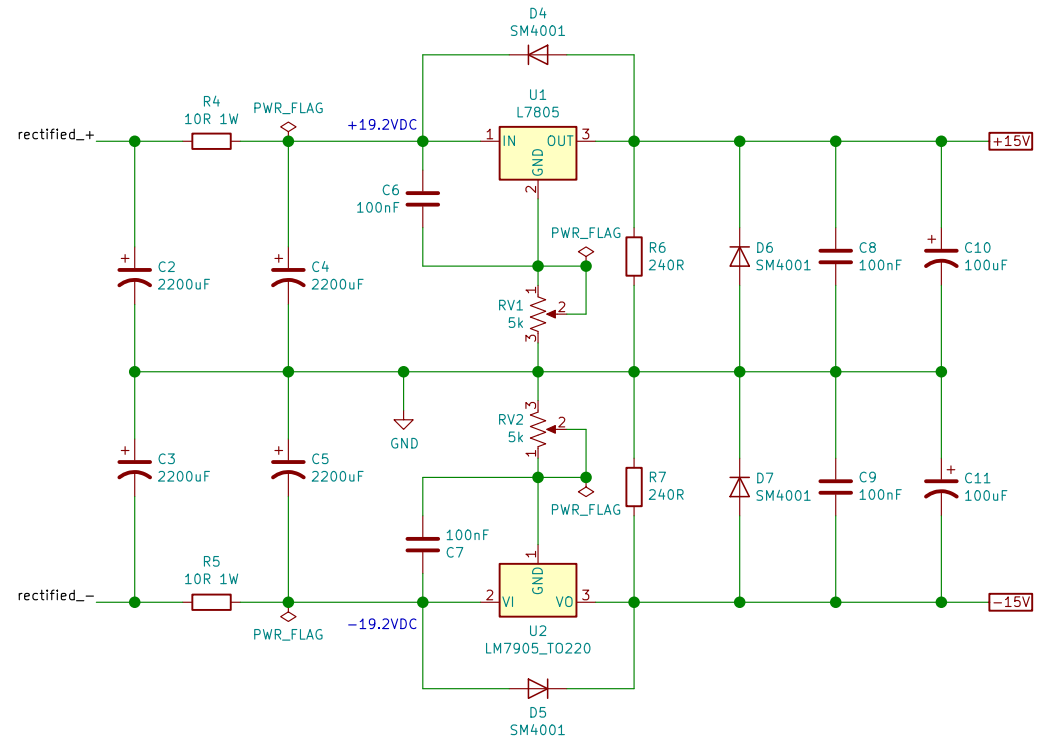 D4
SM4001
U1
L7805
R4
10R 1W
PWR_FLAG
+19.2VDC
rectified_+
1
IN
OUT
3
GND
2
+15V
C6
100nF
PWR_FLAG
+
C2
2200uF
+
C4
2200uF
R6
240R
D6
SM4001
C8
100nF
+
C10
100uF
1
RV1
5k
2
3
GND
3
RV2
5k
2
1
+
C3
2200uF
+
C5
2200uF
PWR_FLAG
R7
240R
D7
SM4001
C9
100nF
+
C11
100uF
100nF
C7
1
GND
R5
10R 1W
rectified_-
2
VI
VO
3
-15V
PWR_FLAG
-19.2VDC
U2
LM7905_TO220
D5
SM4001